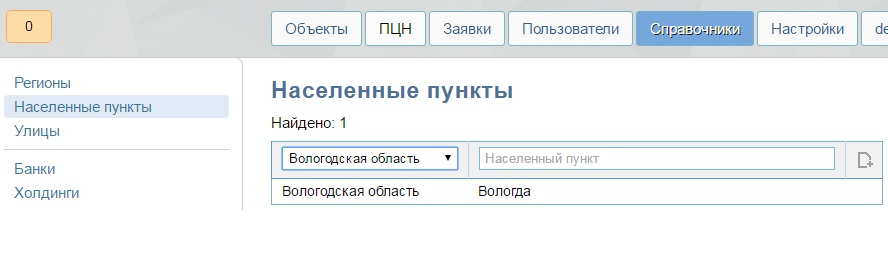 0 Объекты ПЦН Заявки Пользователи Справочники Настройки de
Регионы
Населенные пункты
Улицы
Банки
Холдинги
Населенные пункты
Найдено: 1
Вологодская область Населенный пункт
Вологодская область Вологда